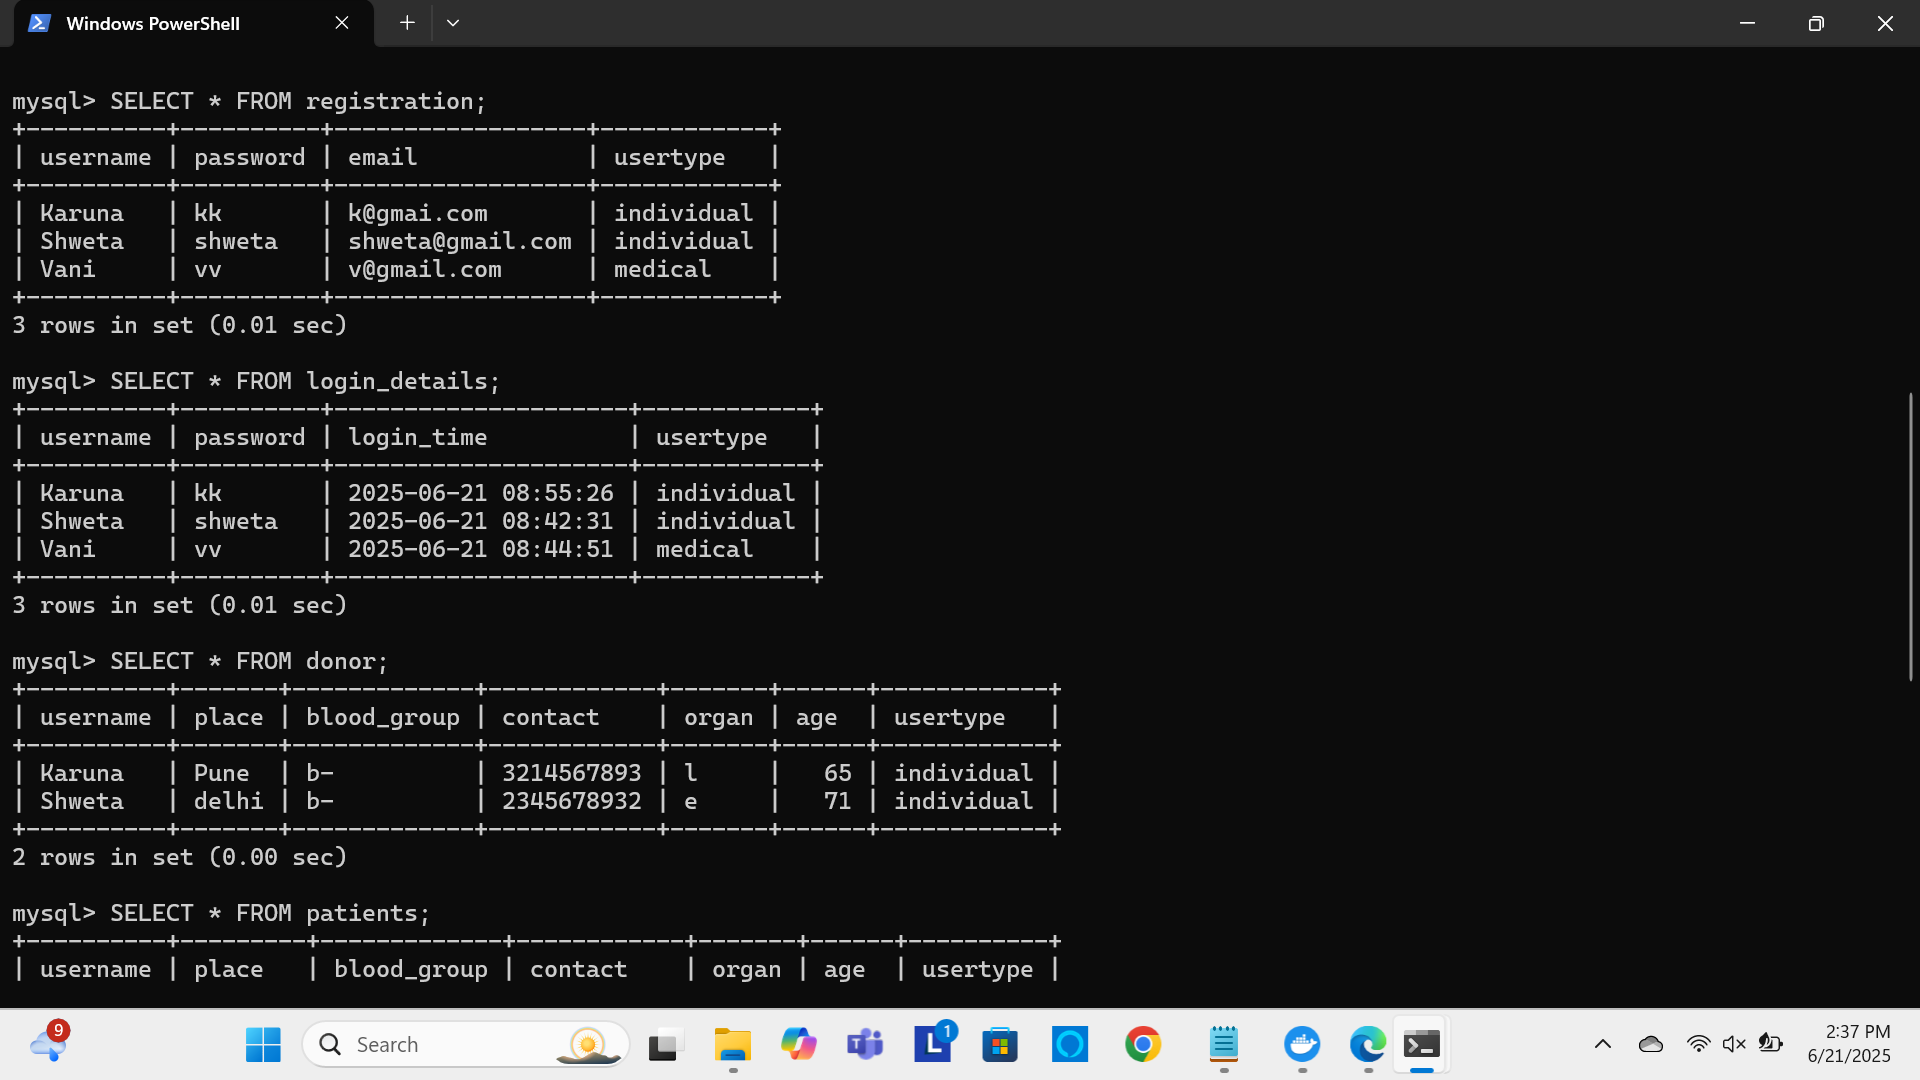 Windows PowerShell
mysql> SELECT * FROM registration;
+----------+----------+------------------+------------+
| username | password | email            | usertype   |
+----------+----------+------------------+------------+
| Karuna   | kk       | k@gmai.com       | individual |
| Shweta   | shweta   | shweta@gmail.com | individual |
| Vani     | vv       | v@gmail.com      | medical    |
+----------+----------+------------------+------------+
3 rows in set (0.01 sec)
mysql> SELECT * FROM login_details;
+----------+----------+---------------------+------------+
| username | password | login_time          | usertype   |
+----------+----------+---------------------+------------+
| Karuna   | kk       | 2025-06-21 08:55:26 | individual |
| Shweta   | shweta   | 2025-06-21 08:42:31 | individual |
| Vani     | vv       | 2025-06-21 08:44:51 | medical    |
+----------+----------+---------------------+------------+
3 rows in set (0.01 sec)
mysql> SELECT * FROM donor;
+----------+-------+-------------+------------+-------+------+------------+
| username | place | blood_group | contact    | organ | age  | usertype   |
+----------+-------+-------------+------------+-------+------+------------+
| Karuna   | Pune  | b-          | 3214567893 | l     |   65 | individual |
| Shweta   | delhi | b-          | 2345678932 | e     |   71 | individual |
+----------+-------+-------------+------------+-------+------+------------+
2 rows in set (0.00 sec)
mysql> SELECT * FROM patients;
+----------+---------+-------------+------------+-------+------+----------+
| username | place   | blood_group | contact    | organ | age  | usertype |
9
Search
L
1
2:37 PM
6/21/2025